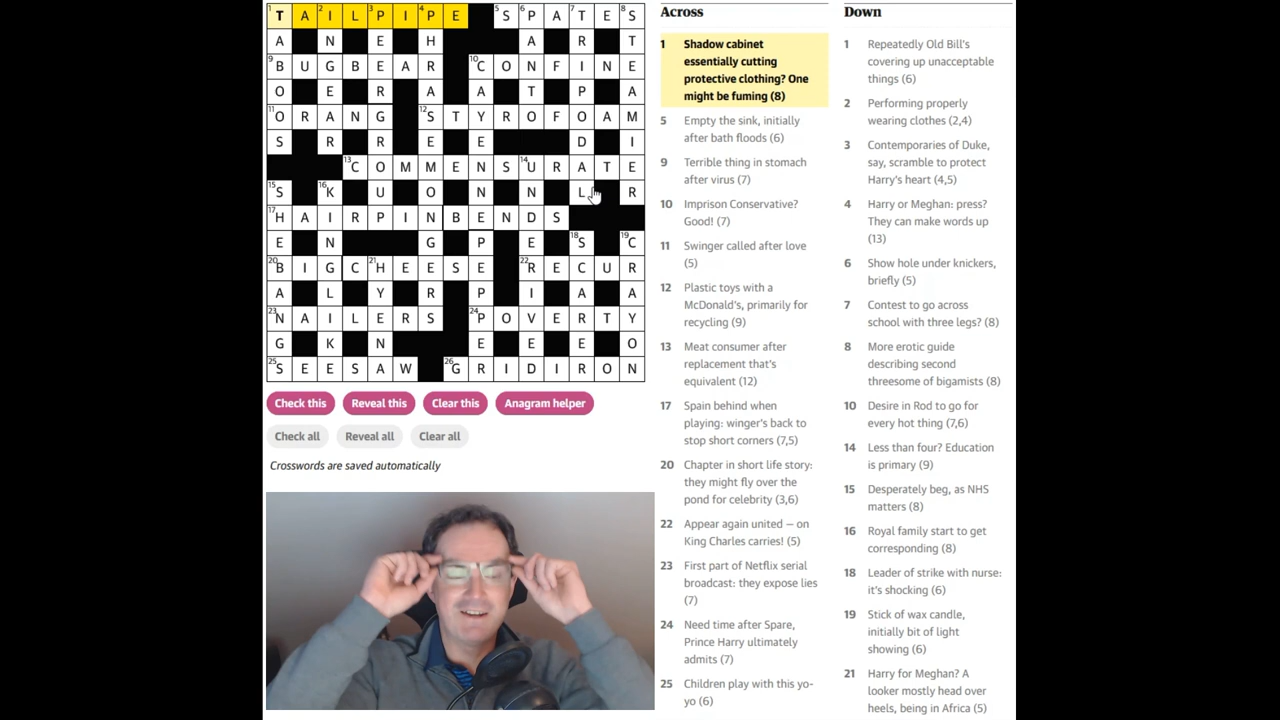 TAILPIPE SPATES
A N E H A R T
BUGBEAR CONFINE
O E R A A T P A
ORANG STYROFOAM
S R R E E D I
COMMENSURATE
S K U O N N L R
HAIRPINBENDS
E N G P E S C
BIGCHEESE RECUR
A L Y R P I A A
NAILERS POVERTY
G K N E E E O
SEESAW GRIDIRON
Check this Reveal this Clear this Anagram helper
Check all Reveal all Clear all
Crosswords are saved automatically
Across
1 Shadow cabinet
essentially cutting
protective clothing? One
might be fuming (8)
5 Empty the sink, initially
after bath floods (6)
9 Terrible thing in stomach
after virus (7)
10 Imprison Conservative?
Good! (7)
11 Swinger called after love
(5)
12 Plastic toys with a
McDonald's, primarily for
recycling (9)
13 Meat consumer after
replacement that's
equivalent (12)
17 Spain behind when
playing: winger's back to
stop short corners (7,5)
20 Chapter in short life story:
they might fly over the
pond for celebrity (3,6)
22 Appear again united – on
King Charles carries! (5)
23 First part of Netflix serial
broadcast: they expose lies
(7)
24 Need time after Spare,
Prince Harry ultimately
admits (7)
25 Children play with this yo-
yo (6)
Down
1 Repeatedly Old Bill's
covering up unacceptable
things (6)
2 Performing properly
wearing clothes (2,4)
3 Contemporaries of Duke,
say, scramble to protect
Harry's heart (4,5)
4 Harry or Meghan: press?
They can make words up
(13)
6 Show hole under knickers,
briefly (5)
7 Contest to go across
school with three legs? (8)
8 More erotic guide
describing second
threesome of bigamists (8)
10 Desire in Rod to go for
every hot thing (7,6)
14 Less than four? Education
is primary (9)
15 Desperately beg, as NHS
matters (8)
16 Royal family start to get
corresponding (8)
18 Leader of strike with nurse:
it's shocking (6)
19 Stick of wax candle,
initially bit of light
showing (6)
21 Harry for Meghan? A
looker mostly head over
heels, being in Africa (5)